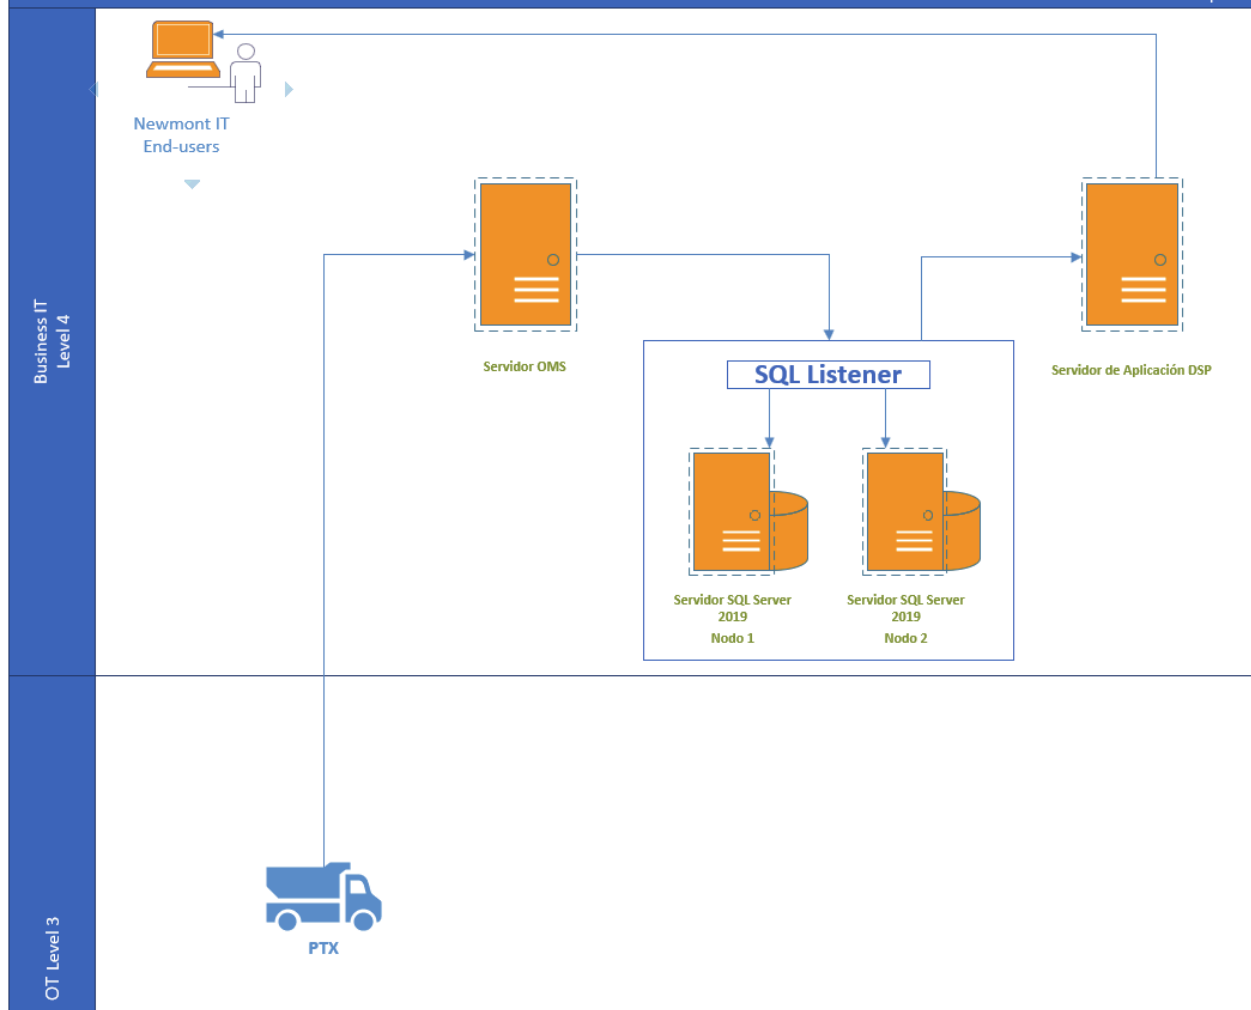 Newmont IT
End-users
Business IT
Level 4
Servidor OMS
SQL Listener
Servidor de Aplicación DSP
Servidor SQL Server
2019
Nodo 1
Servidor SQL Server
2019
Nodo 2
OT Level 3
PTX